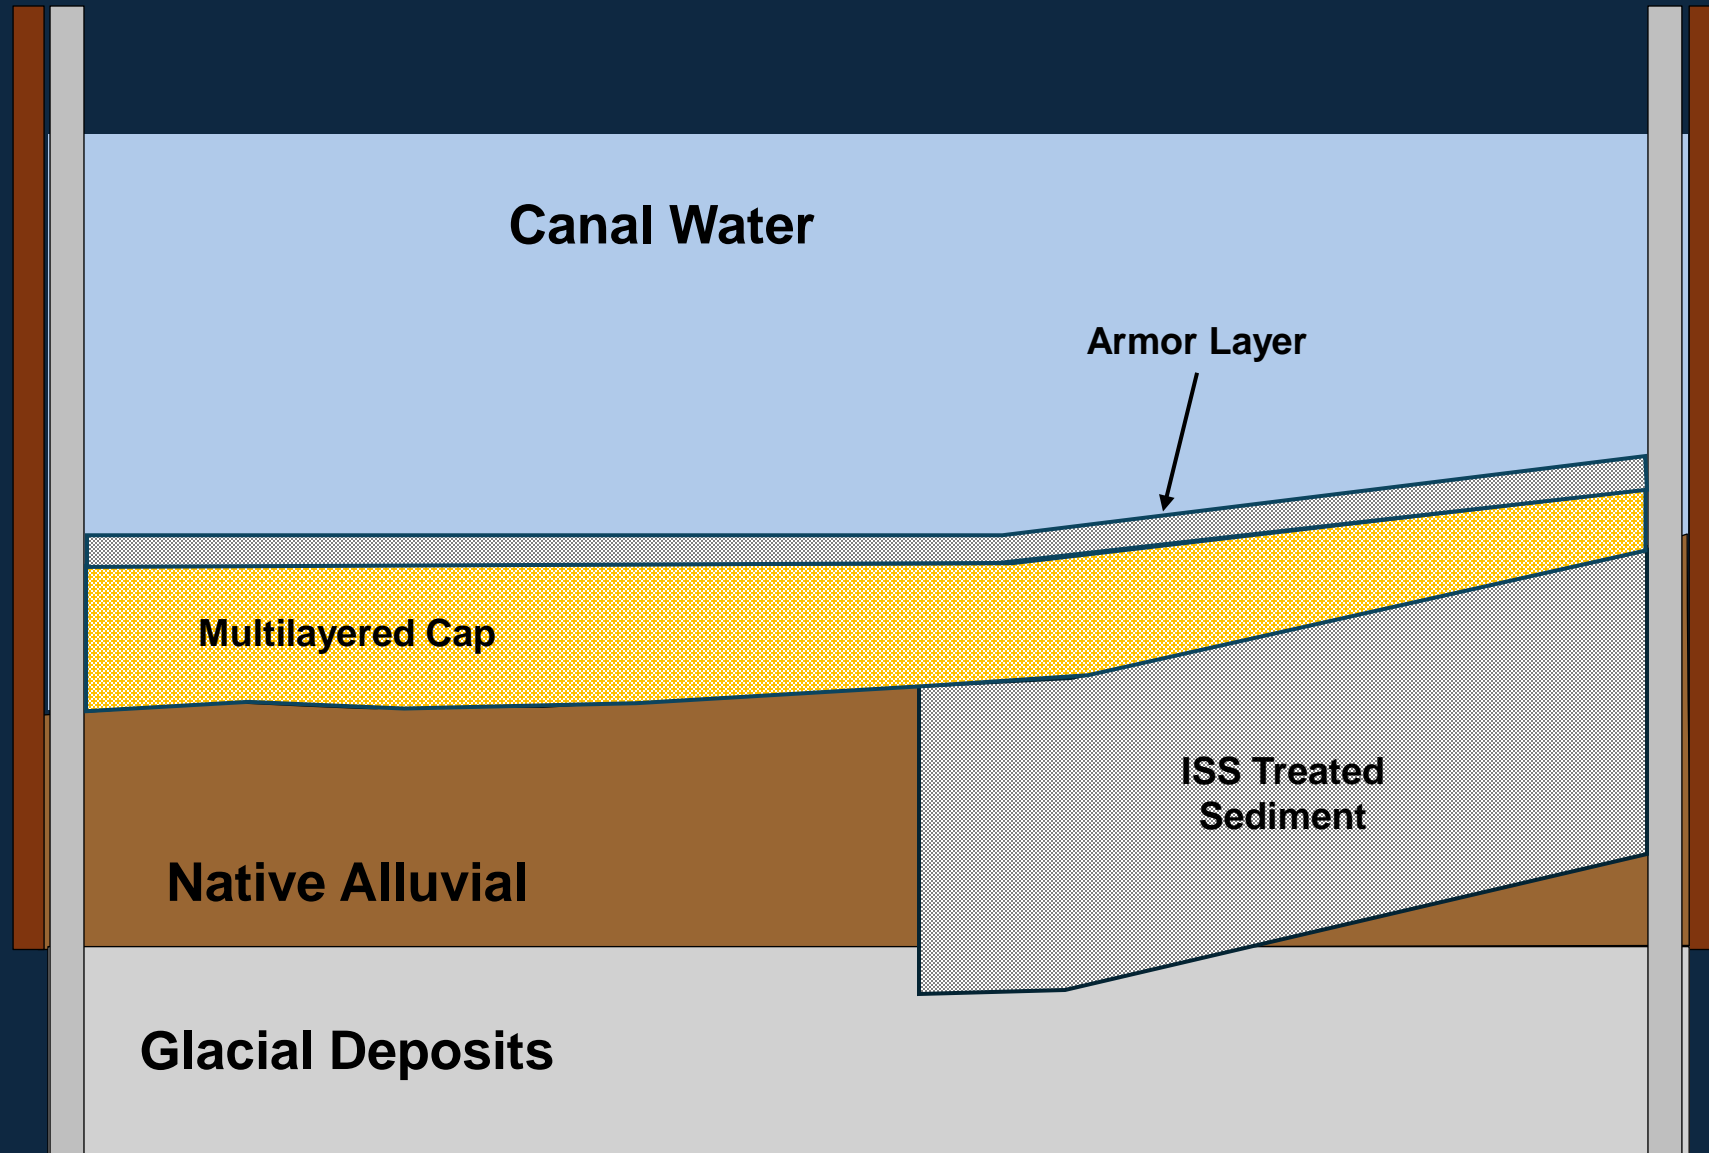 Canal Water
Armor Layer
Multilayered Cap
ISS Treated
Sediment
Native Alluvial
Glacial Deposits